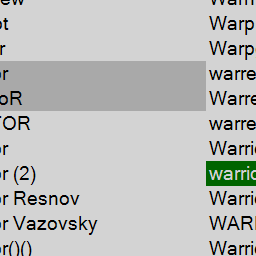 ew Warri
ot Warp
r Warp
or warre
oR Warre
TOR warre
or Warri
or (2) warric
or Resnov Warri
or Vazovsky WAR
or()() Warri